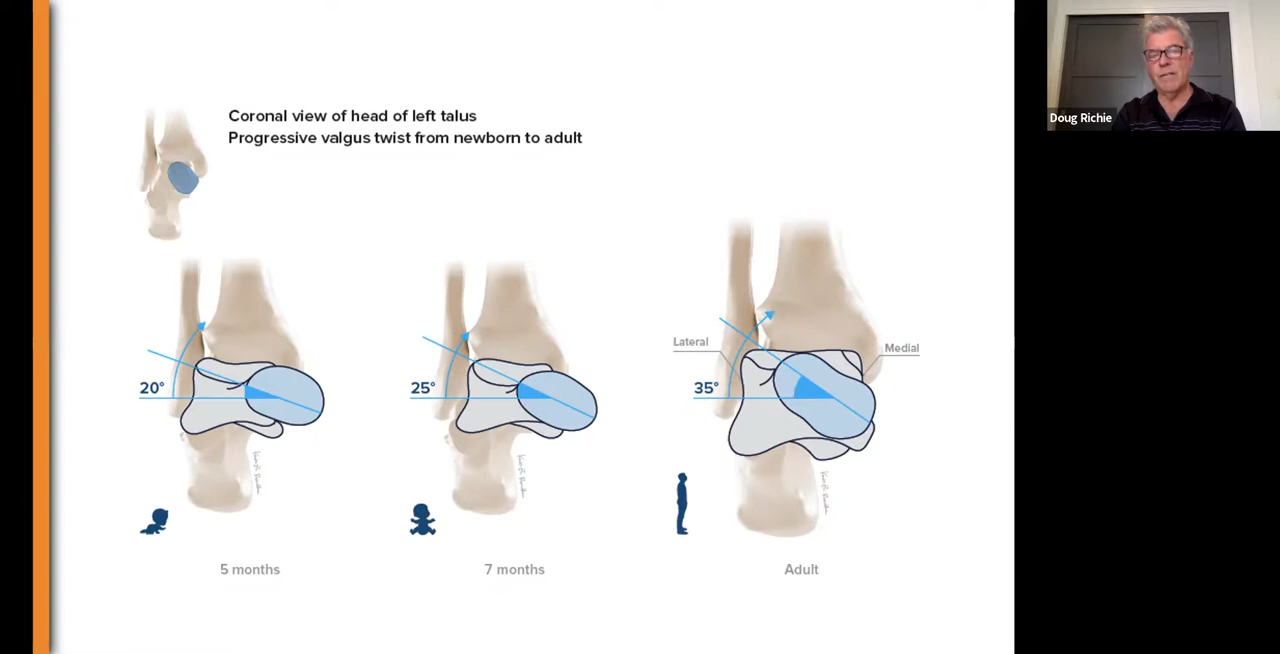 Coronal view of head of left talus
Progressive valgus twist from newborn to adult
Doug Richie
Lateral
Medial
20°
25°
35°
5 months
7 months
Adult